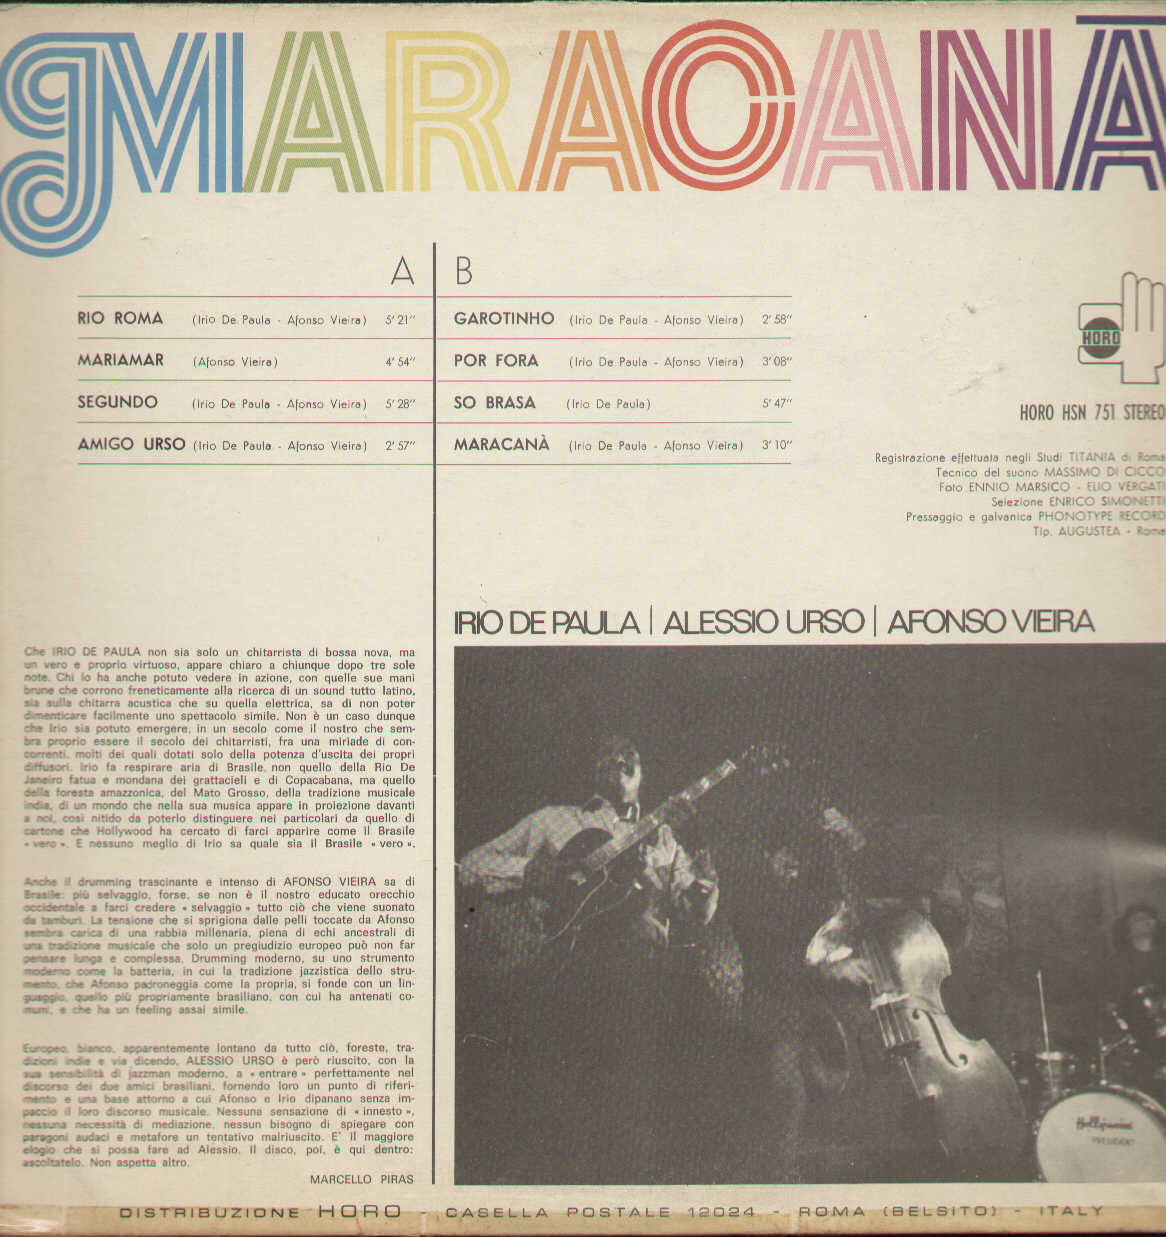 MARACANÃ
A
RIO ROMA (Irio De Paula - Afonso Vieira) 5'21"
MARIAMAR (Afonso Vieira) 4'54"
SEGUNDO (Irio De Paula - Afonso Vieira) 5'28"
AMIGO URSO (Irio De Paula - Afonso Vieira) 2'57"
B
GAROTINHO (Irio De Paula - Afonso Vieira) 2'58"
POR FORA (Irio De Paula - Afonso Vieira) 3'08"
SO BRASA (Irio De Paula) 5'47"
MARACANÀ (Irio De Paula - Afonso Vieira) 3'10"
HORO
HORO HSN 751 STEREO
Registrazione effettuata negli Studi TITANIA di Roma
Tecnico del suono MASSIMO DI CICCO
Foto ENNIO MARSICO - ELIO VERGATI
Selezione ENRICO SIMONETTI
Pressaggio e galvanica PHONOTYPE RECORD
Tip. AUGUSTEA - Roma
IRIO DE PAULA | ALESSIO URSO | AFONSO VIEIRA
Che IRIO DE PAULA non sia solo un chitarrista di bossa nova, ma
un vero e proprio virtuoso, appare chiaro a chiunque dopo tre sole
note. Chi lo ha anche potuto vedere in azione, con quelle sue mani
brune che corrono freneticamente alla ricerca di un sound tutto latino,
sia sulla chitarra acustica che su quella elettrica, sa di non poter
dimenticare facilmente uno spettacolo simile. Non è un caso dunque
che Irio sia potuto emergere, in un secolo come il nostro che sem-
bra proprio essere il secolo dei chitarristi, fra una miriade di con-
correnti, molti dei quali dotati solo della potenza d'uscita dei propri
diffusori. Irio fa respirare aria di Brasile, non quello della Rio De
Janeiro fatua e mondana dei grattacieli e di Copacabana, ma quello
della foresta amazzonica, del Mato Grosso, della tradizione musicale
india, di un mondo che nella sua musica appare in proiezione davanti
a noi, così nitido da poterlo distinguere nei particolari da quello di
cartone che Hollywood ha cercato di farci apparire come il Brasile
« vero ». E nessuno meglio di Irio sa quale sia il Brasile « vero ».
Anche il drumming trascinante e intenso di AFONSO VIEIRA sa di
Brasile: più selvaggio, forse, se non è il nostro educato orecchio
occidentale a farci credere « selvaggio » tutto ciò che viene suonato
da tamburi. La tensione che si sprigiona dalle pelli toccate da Afonso
sembra carica di una rabbia millenaria, piena di echi ancestrali di
una tradizione musicale che solo un pregiudizio europeo può non far
pensare lunga e complessa. Drumming moderno, su uno strumento
moderno come la batteria, in cui la tradizione jazzistica dello stru-
mento, che Afonso padroneggia come la propria, si fonde con un lin-
guaggio, quello più propriamente brasiliano, con cui ha antenati co-
muni, e che ha un feeling assai simile.
Europeo, bianco, apparentemente lontano da tutto ciò, foreste, tra-
dizioni indie e via dicendo, ALESSIO URSO è però riuscito, con la
sua sensibilità di jazzman moderno, a « entrare » perfettamente nel
discorso dei due amici brasiliani, fornendo loro un punto di riferi-
mento e una base attorno a cui Afonso e Irio dipanano senza im-
paccio il loro discorso musicale. Nessuna sensazione di « innesto »,
nessuna necessità di mediazione, nessun bisogno di spiegare con
paragoni audaci e metafore un tentativo malriuscito. E' il maggiore
elogio che si possa fare ad Alessio. Il disco, poi, è qui dentro:
ascoltatelo. Non aspetta altro.
MARCELLO PIRAS
Hollywood
PRESIDENT
DISTRIBUZIONE HORO - CASELLA POSTALE 12024 - ROMA (BELSITO) - ITALY